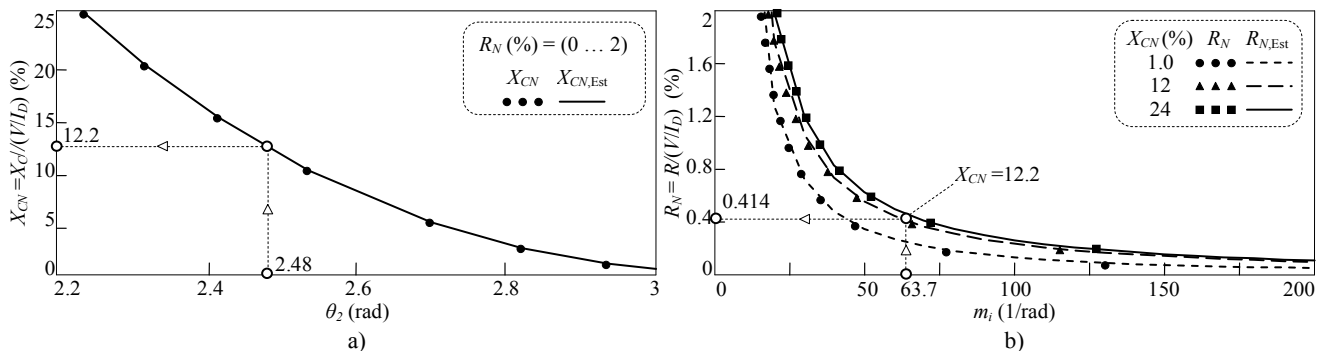 25
20
15
10
5
0
X_CN = X_C/(V/I_D) (%)
12.2
2.48
R_N (%) = (0 … 2)
X_CN X_CN,Est
2.2 2.4 2.6 2.8 3
θ_2 (rad)
a)
2
1.6
1.2
0.8
0.4
0
R_N = R/(V/I_D) (%)
0.414
X_CN =12.2
X_CN (%) R_N R_N,Est
1.0
12
24
0 50 63.7 100 150 200
m_i (1/rad)
b)